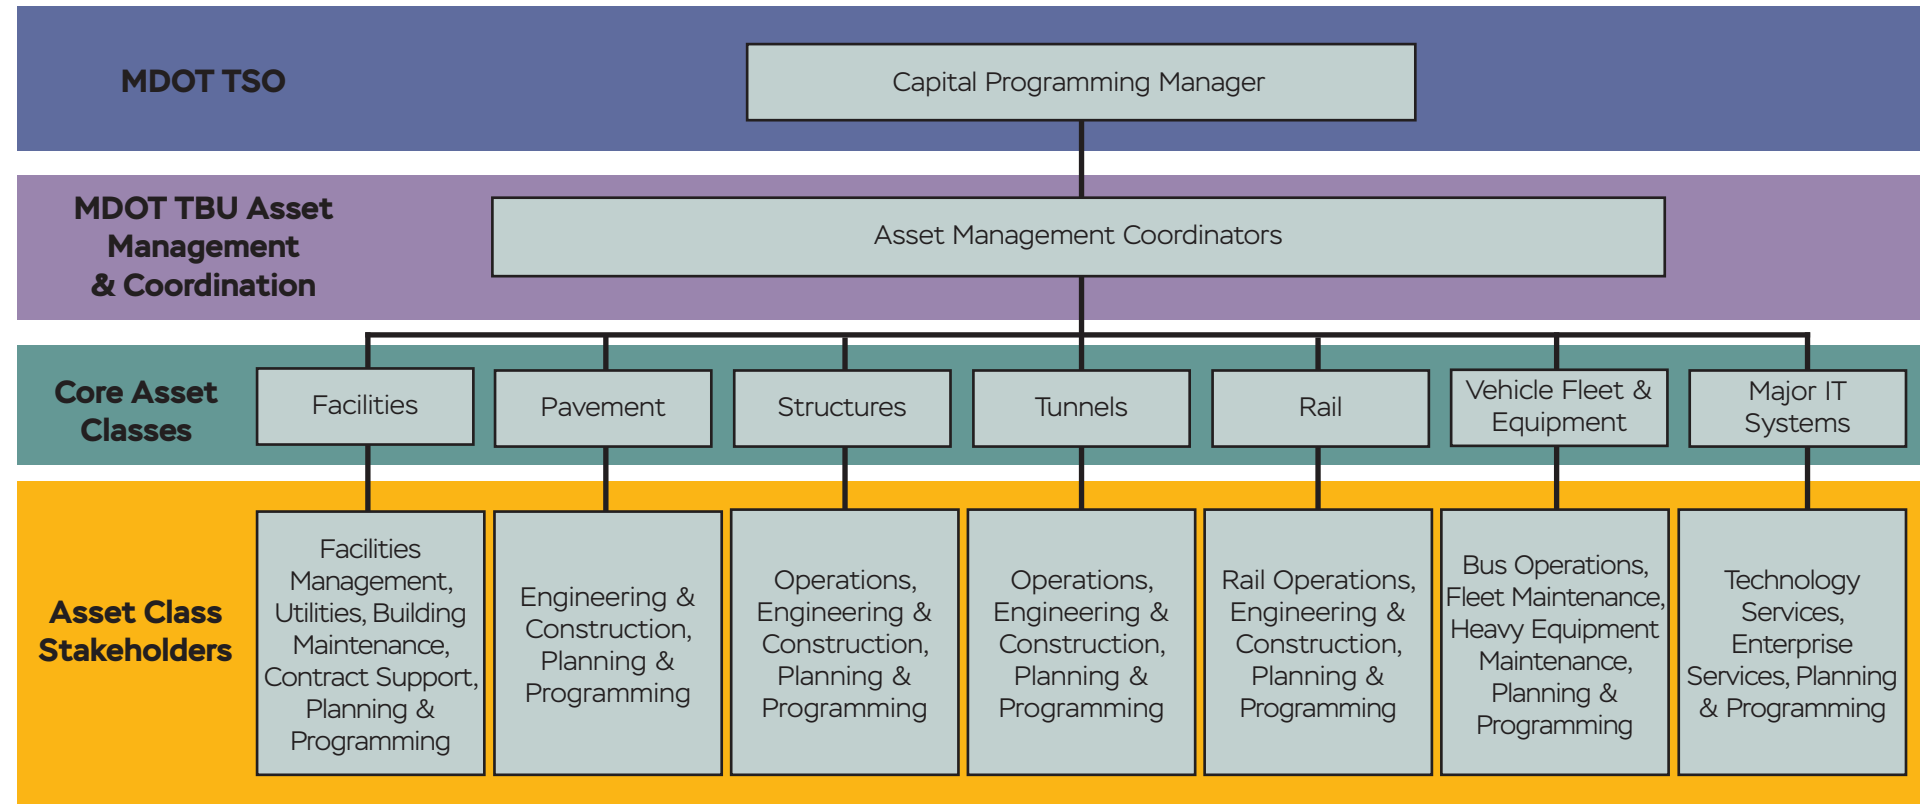 MDOT TSO
Capital Programming Manager
MDOT TBU Asset
Management
& Coordination
Asset Management Coordinators
Core Asset
Classes
Facilities
Pavement
Structures
Tunnels
Rail
Vehicle Fleet &
Equipment
Major IT
Systems
Asset Class
Stakeholders
Facilities
Management,
Utilities, Building
Maintenance,
Contract Support,
Planning &
Programming
Engineering &
Construction,
Planning &
Programming
Operations,
Engineering &
Construction,
Planning &
Programming
Operations,
Engineering &
Construction,
Planning &
Programming
Rail Operations,
Engineering &
Construction,
Planning &
Programming
Bus Operations,
Fleet Maintenance,
Heavy Equipment
Maintenance,
Planning &
Programming
Technology
Services,
Enterprise
Services, Planning
& Programming